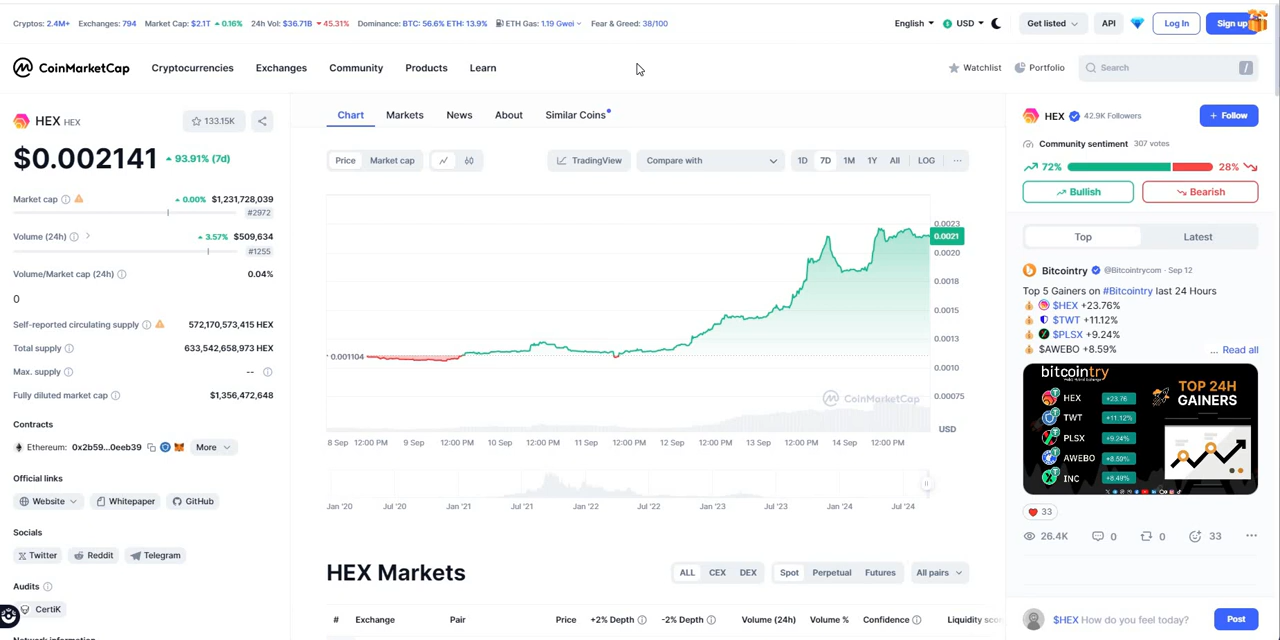 Cryptos: 2.4M+ Exchanges: 794 Market Cap: $2.1T 0.16% 24h Vol: $36.71B 45.31% Dominance: BTC: 56.6% ETH: 13.9% ETH Gas: 1.19 Gwei Fear & Greed: 38/100
English USD Get listed API Log In Sign up
CoinMarketCap Cryptocurrencies Exchanges Community Products Learn
Watchlist Portfolio Search /
HEX HEX
133.15K
$0.002141 93.91% (7d)
Market cap 0.00% $1,231,728,039
#2972
Volume (24h) 3.57% $509,634
#1255
Volume/Market cap (24h) 0.04%
0
Self-reported circulating supply 572,170,573,415 HEX
Total supply 633,542,658,973 HEX
Max. supply --
Fully diluted market cap $1,356,472,648
Contracts
Ethereum: 0x2b59...0eeb39 More
Official links
Website Whitepaper GitHub
Socials
Twitter Reddit Telegram
Audits
CertiK
Chart Markets News About Similar Coins
Price Market cap TradingView Compare with 1D 7D 1M 1Y All LOG ...
0.0023
0.0021
0.0020
0.0018
0.0015
0.0013
0.001104
0.0010
0.00075
CoinMarketCap
USD
8 Sep 12:00 PM 9 Sep 12:00 PM 10 Sep 12:00 PM 11 Sep 12:00 PM 12 Sep 12:00 PM 13 Sep 12:00 PM 14 Sep 12:00 PM
Jan '20 Jul '20 Jan '21 Jul '21 Jan '22 Jul '22 Jan '23 Jul '23 Jan '24 Jul '24
HEX Markets
ALL CEX DEX Spot Perpetual Futures All pairs
# Exchange Pair Price +2% Depth -2% Depth Volume (24h) Volume % Confidence Liquidity sco
HEX 42.9K Followers + Follow
Community sentiment 307 votes
72% 28%
Bullish Bearish
Top Latest
Bitcointry @Bitcointrycom · Sep 12
Top 5 Gainers on #Bitcointry last 24 Hours
$HEX +23.76%
$TWT +11.12%
$PLSX +9.24%
$AWEBO +8.59%
... Read all
bitcointry
TOP 24H
GAINERS
HEX +23.76
TWT +11.12%
PLSX +9.24%
AWEBO +8.59%
INC +8.49%
33
26.4K 0 0 33 ...
$HEX How do you feel today? Post